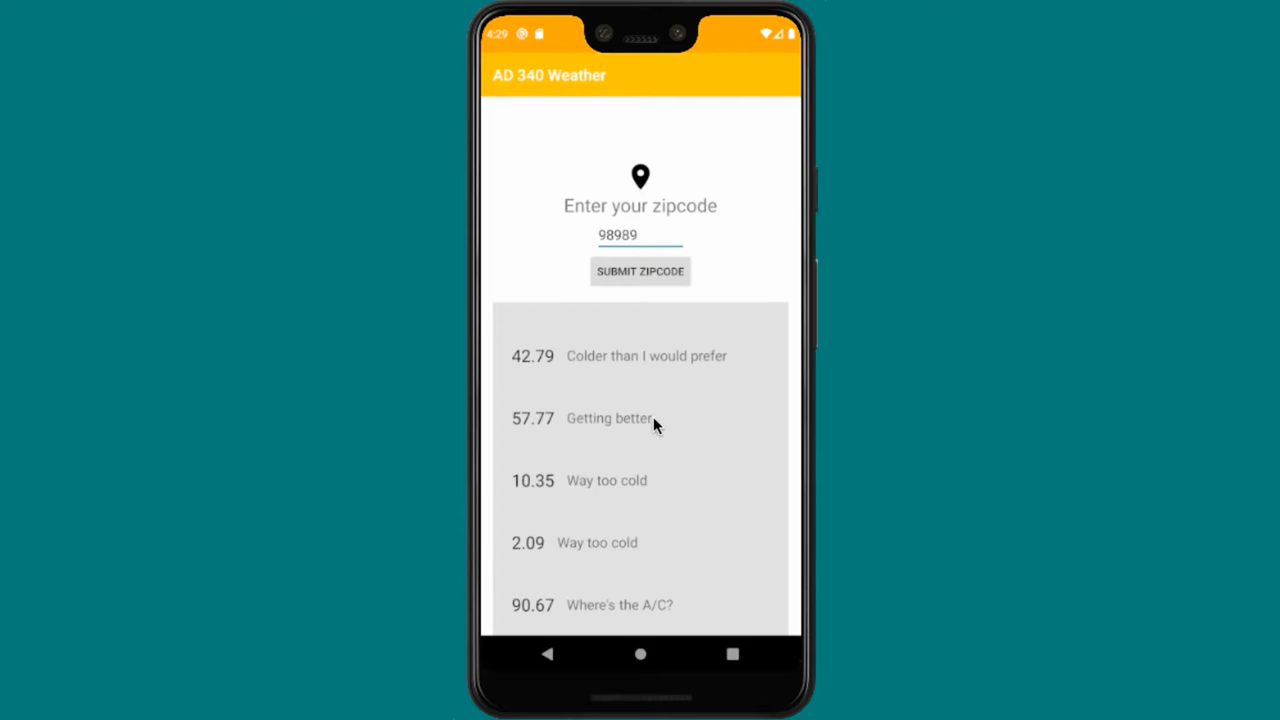 4:29
AD 340 Weather
Enter your zipcode
98989
SUBMIT ZIPCODE
42.79 Colder than I would prefer
57.77 Getting better
10.35 Way too cold
2.09 Way too cold
90.67 Where's the A/C?